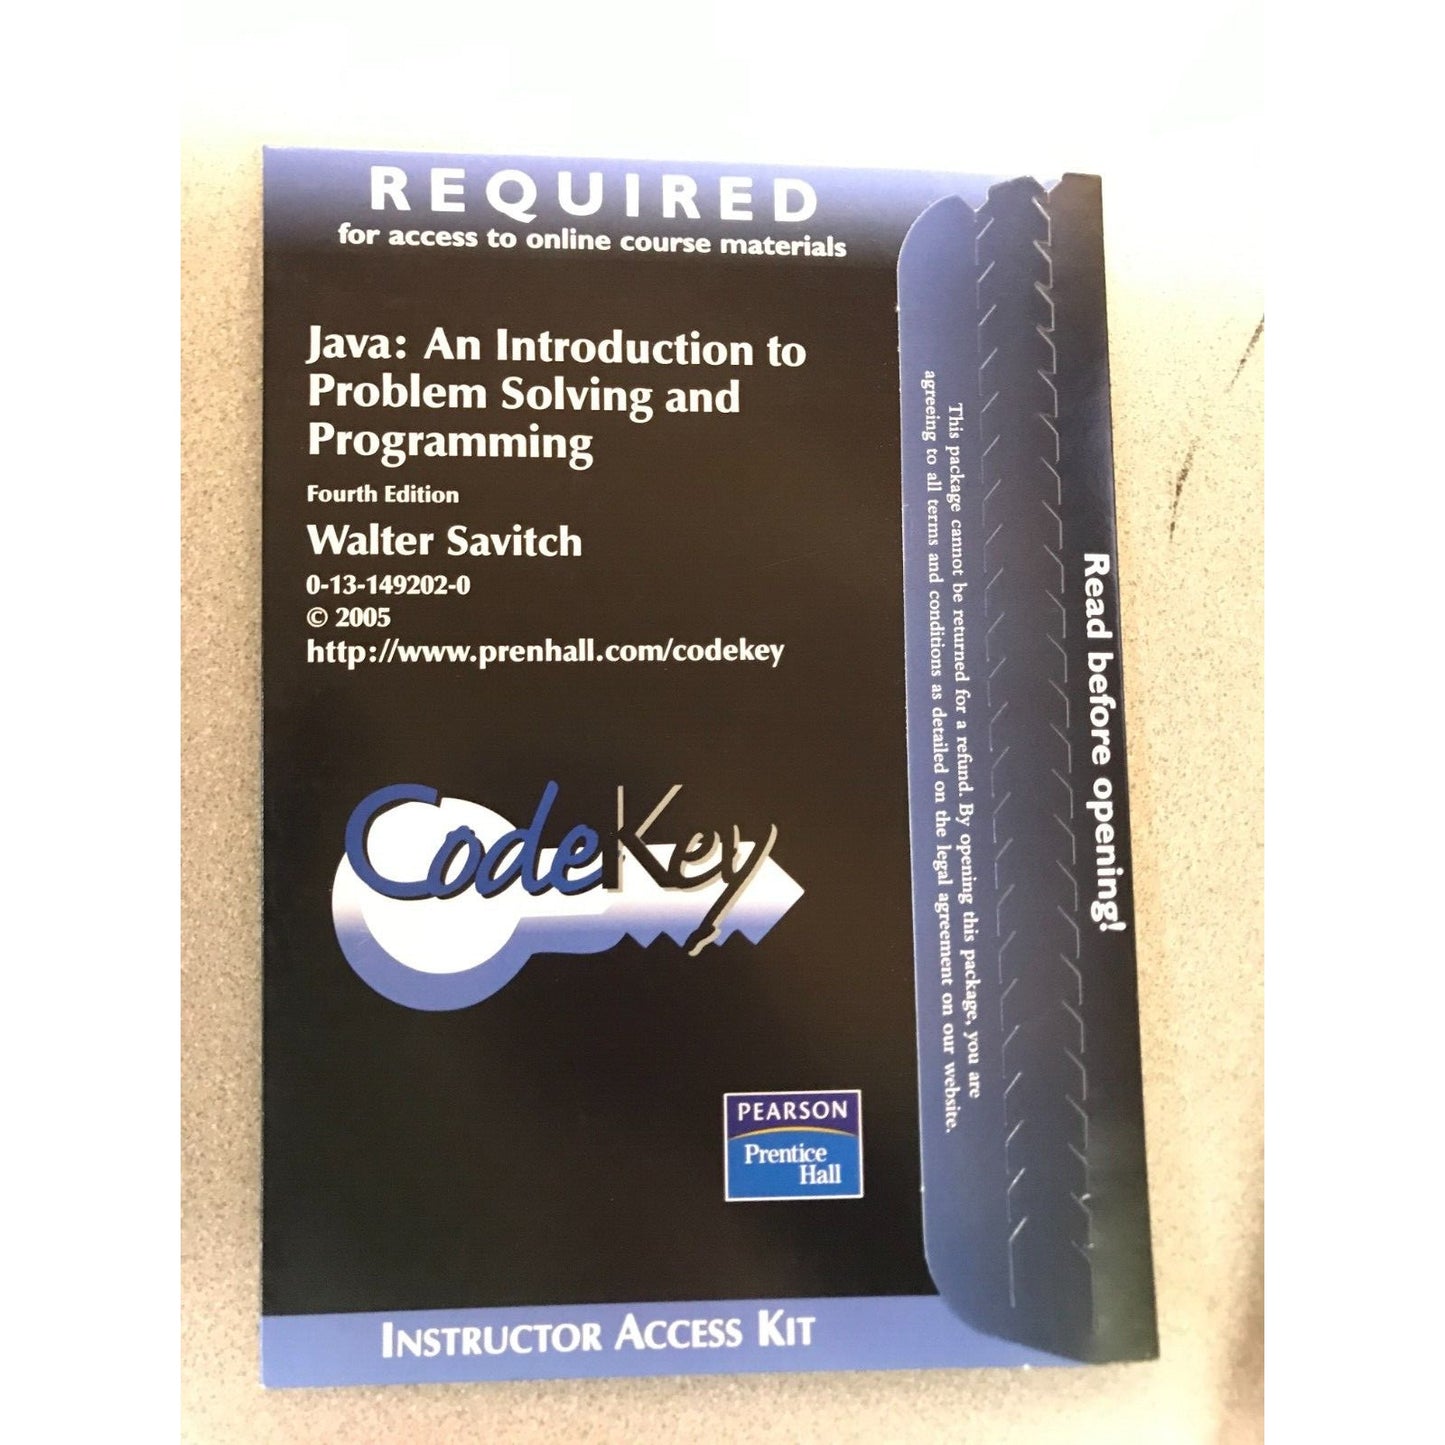 REQUIRED
for access to online course materials
Java: An Introduction to
Problem Solving and
Programming
Fourth Edition
Walter Savitch
0-13-149202-0
© 2005
http://www.prenhall.com/codekey
CodeKey
PEARSON
Prentice
Hall
INSTRUCTOR ACCESS KIT
This package cannot be returned for a refund. By opening this package, you are
agreeing to all terms and conditions as detailed on the legal agreement on our website.
Read before opening!